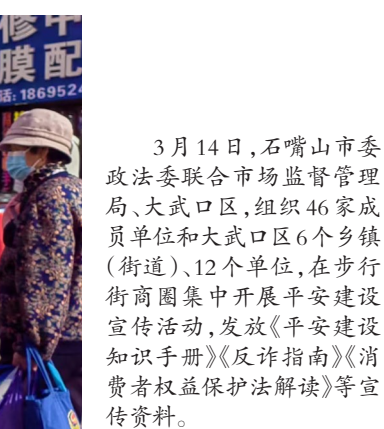 修中
膜配
话: 1869524
3月14日,石嘴山市委
政法委联合市场监督管理
局、大武口区,组织46家成
员单位和大武口区6个乡镇
(街道)、12个单位,在步行
街商圈集中开展平安建设
宣传活动,发放《平安建设
知识手册》《反诈指南》《消
费者权益保护法解读》等宣
传资料。